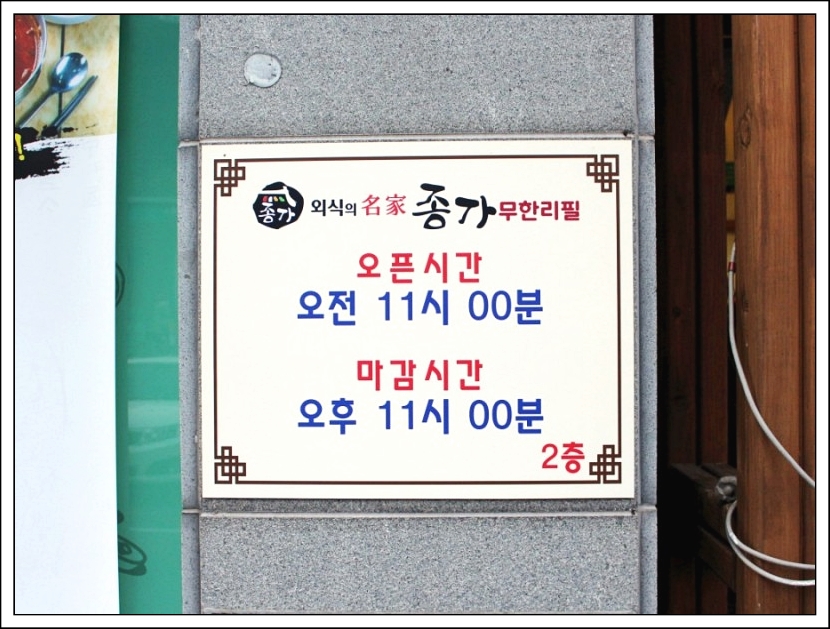 종가 외식의 名家 종가 무한리필
오픈시간
오전 11시 00분
마감시간
오후 11시 00분
2층